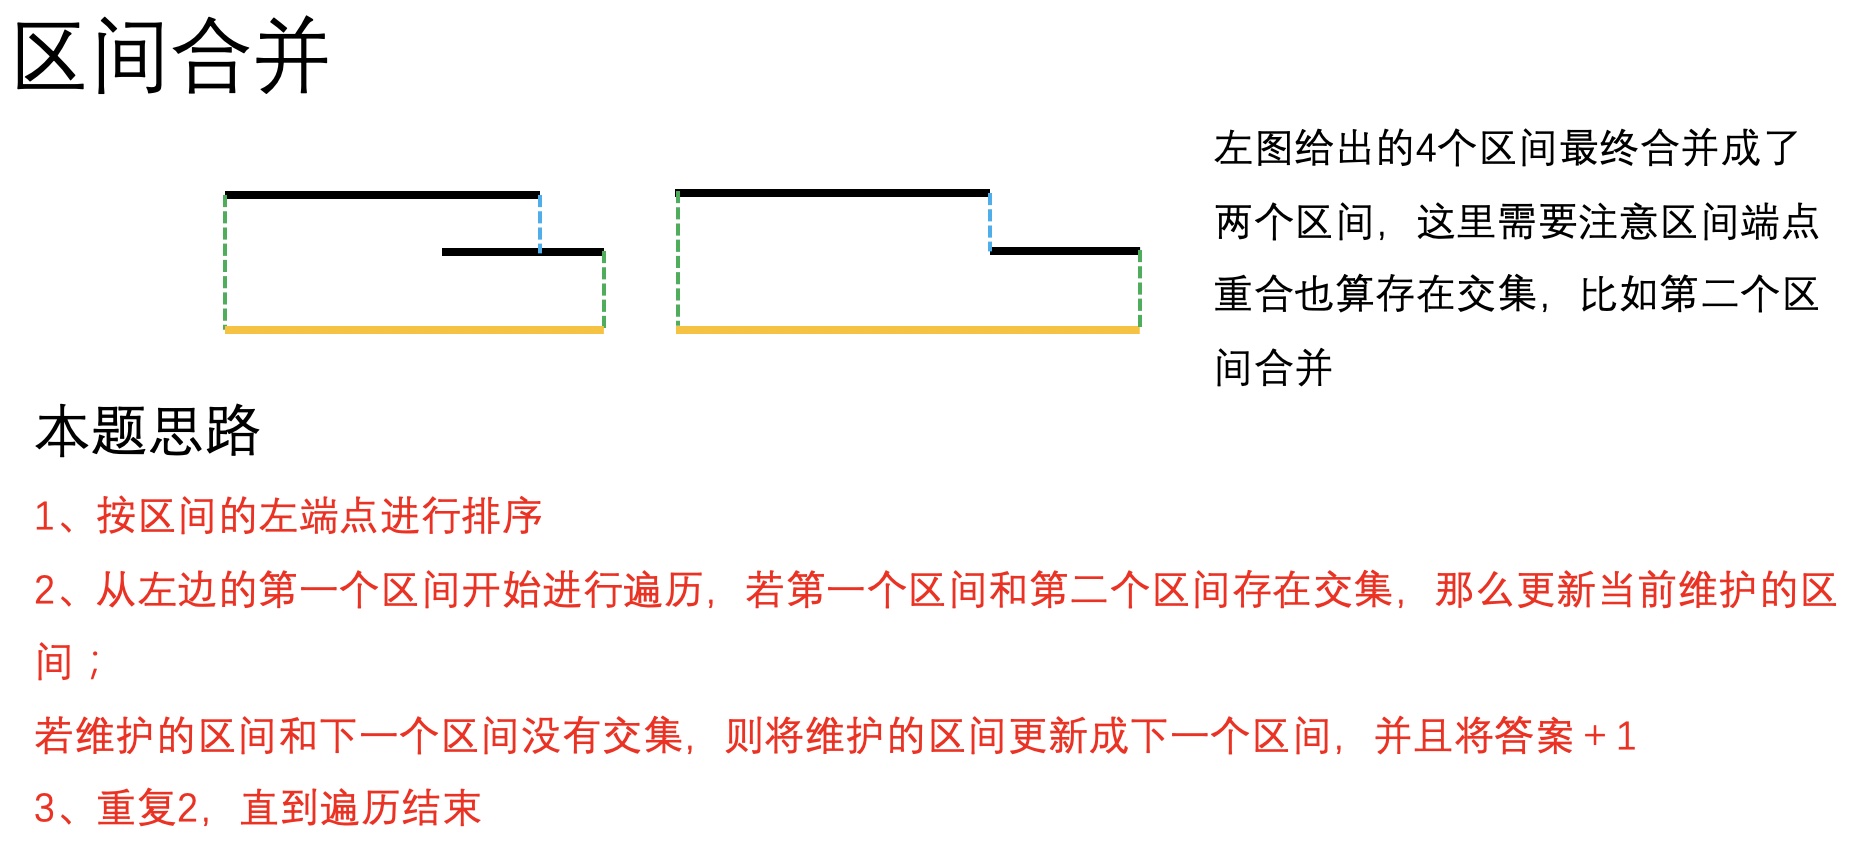 区间合并
左图给出的4个区间最终合并成了
两个区间，这里需要注意区间端点
重合也算存在交集，比如第二个区
间合并
本题思路
1、按区间的左端点进行排序
2、从左边的第一个区间开始进行遍历，若第一个区间和第二个区间存在交集，那么更新当前维护的区
间；
若维护的区间和下一个区间没有交集，则将维护的区间更新成下一个区间，并且将答案＋1
3、重复2，直到遍历结束